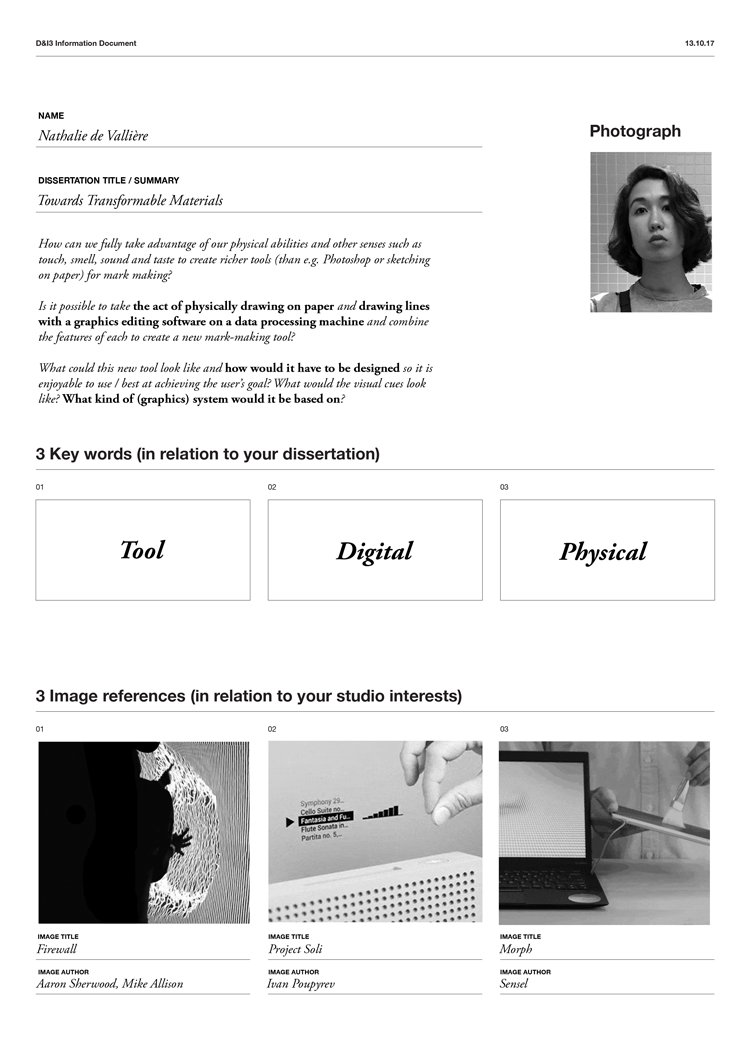 D&I3 Information Document
13.10.17
NAME
Nathalie de Vallière
Photograph
DISSERTATION TITLE / SUMMARY
Towards Transformable Materials
How can we fully take advantage of our physical abilities and other senses such as
touch, smell, sound and taste to create richer tools (than e.g. Photoshop or sketching
on paper) for mark making?
Is it possible to take the act of physically drawing on paper and drawing lines
with a graphics editing software on a data processing machine and combine
the features of each to create a new mark-making tool?
What could this new tool look like and how would it have to be designed so it is
enjoyable to use / best at achieving the user's goal? What would the visual cues look
like? What kind of (graphics) system would it be based on?
3 Key words (in relation to your dissertation)
01
02
03
Tool
Digital
Physical
3 Image references (in relation to your studio interests)
01
02
03
Symphony 29...
Cello Suite no...
Fantasia and Fu...
Flute Sonata in...
Partita no. 5,...
IMAGE TITLE
IMAGE TITLE
IMAGE TITLE
Firewall
Project Soli
Morph
IMAGE AUTHOR
IMAGE AUTHOR
IMAGE AUTHOR
Aaron Sherwood, Mike Allison
Ivan Poupyrev
Sensel